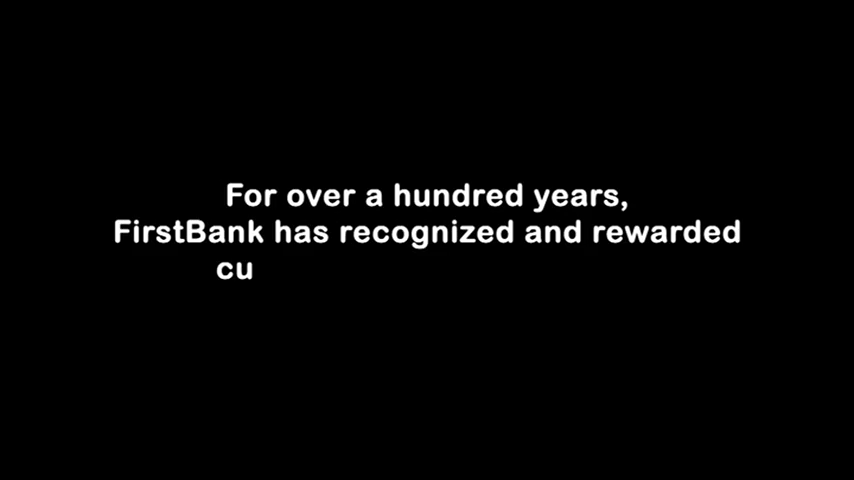 For over a hundred years,
FirstBank has recognized and rewarded
cu